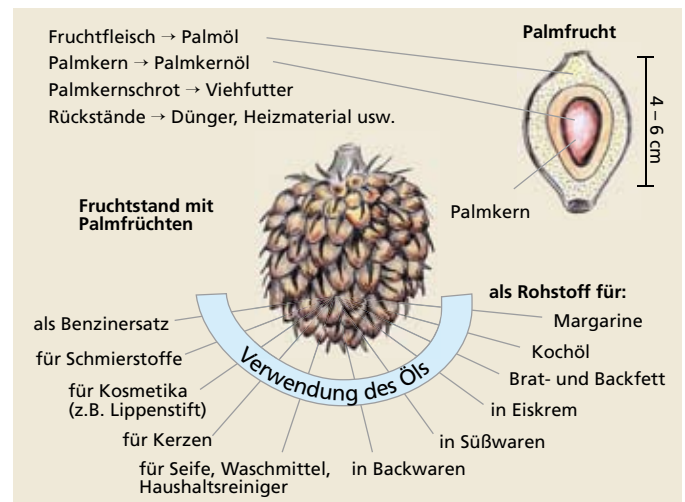 Fruchtfleisch → Palmöl
Palmkern → Palmkernöl
Palmkernschrot → Viehfutter
Rückstände → Dünger, Heizmaterial usw.
Palmfrucht
4 – 6 cm
Palmkern
Fruchtstand mit
Palmfrüchten
als Rohstoff für:
Margarine
Kochöl
Brat- und Backfett
in Eiskrem
in Süßwaren
in Backwaren
Verwendung des Öls
als Benzinersatz
für Schmierstoffe
für Kosmetika
(z.B. Lippenstift)
für Kerzen
für Seife, Waschmittel,
Haushaltsreiniger